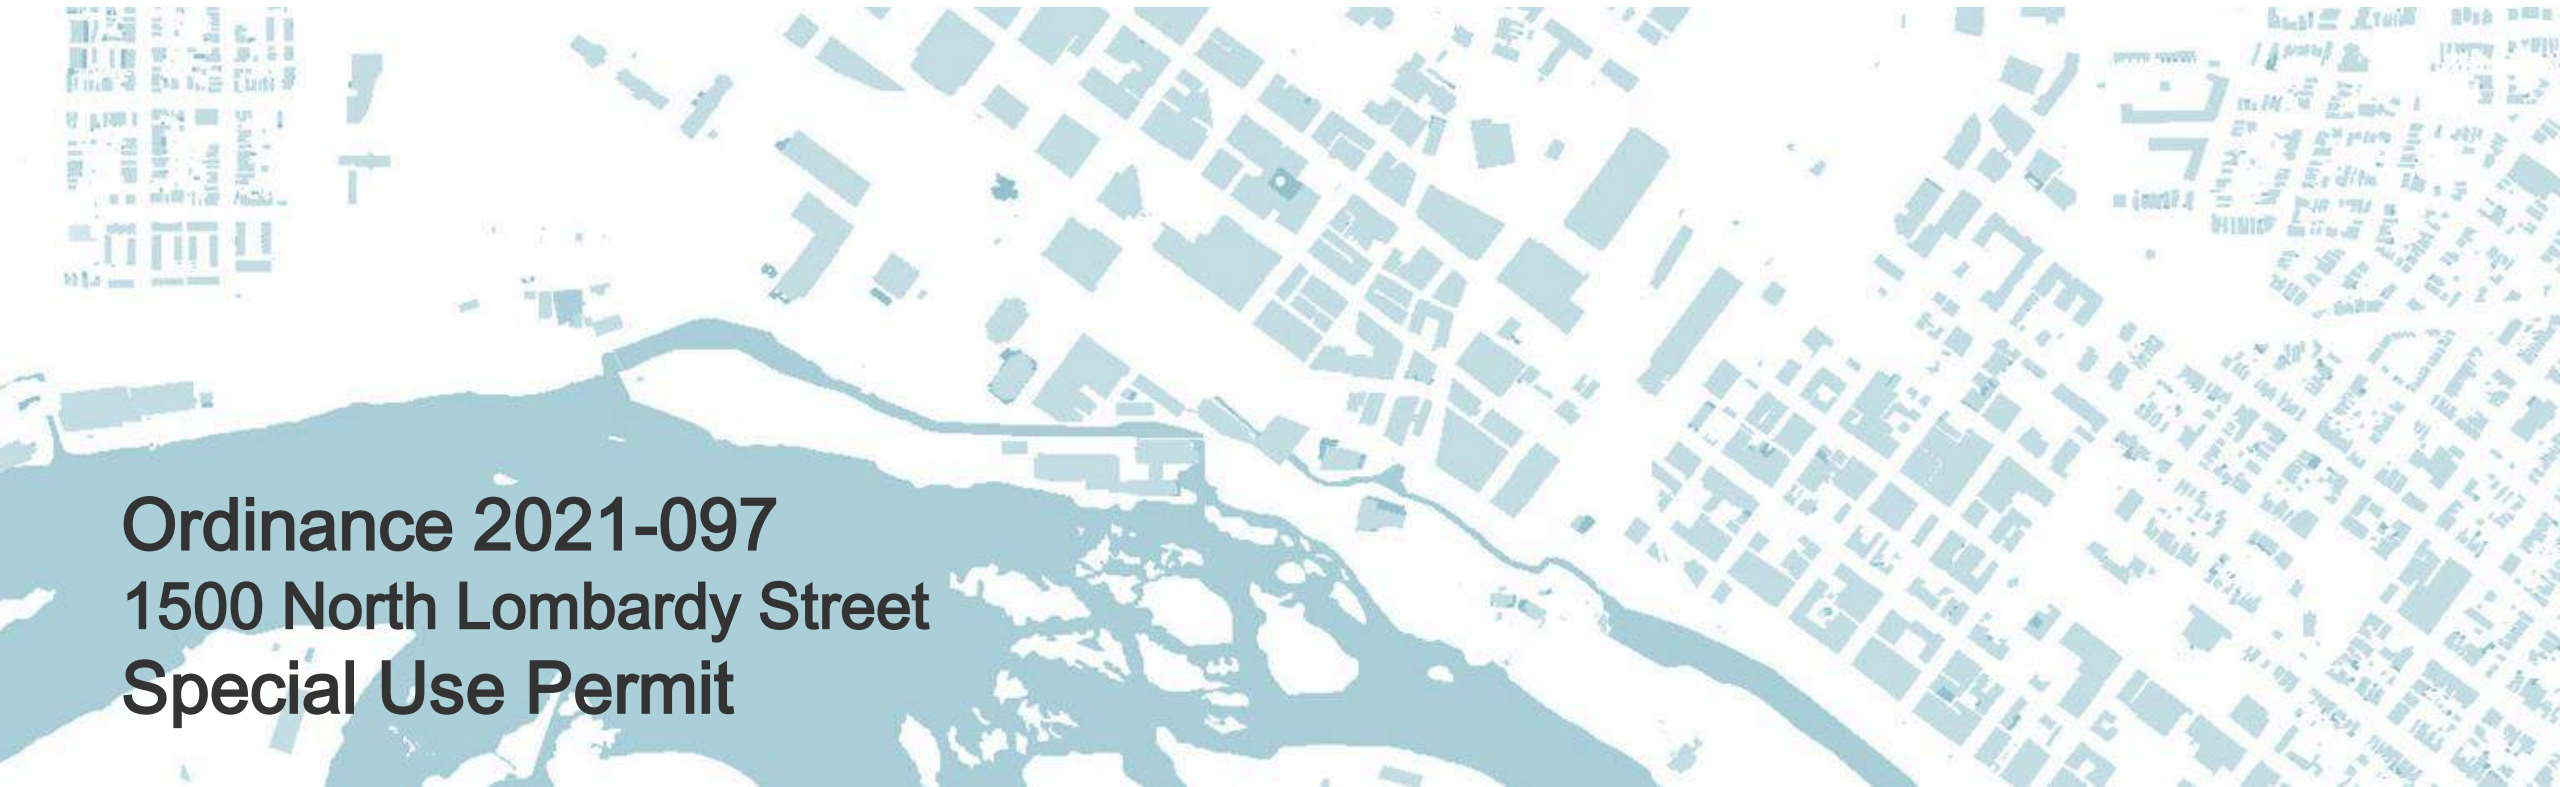 Ordinance 2021-097
1500 North Lombardy Street
Special Use Permit